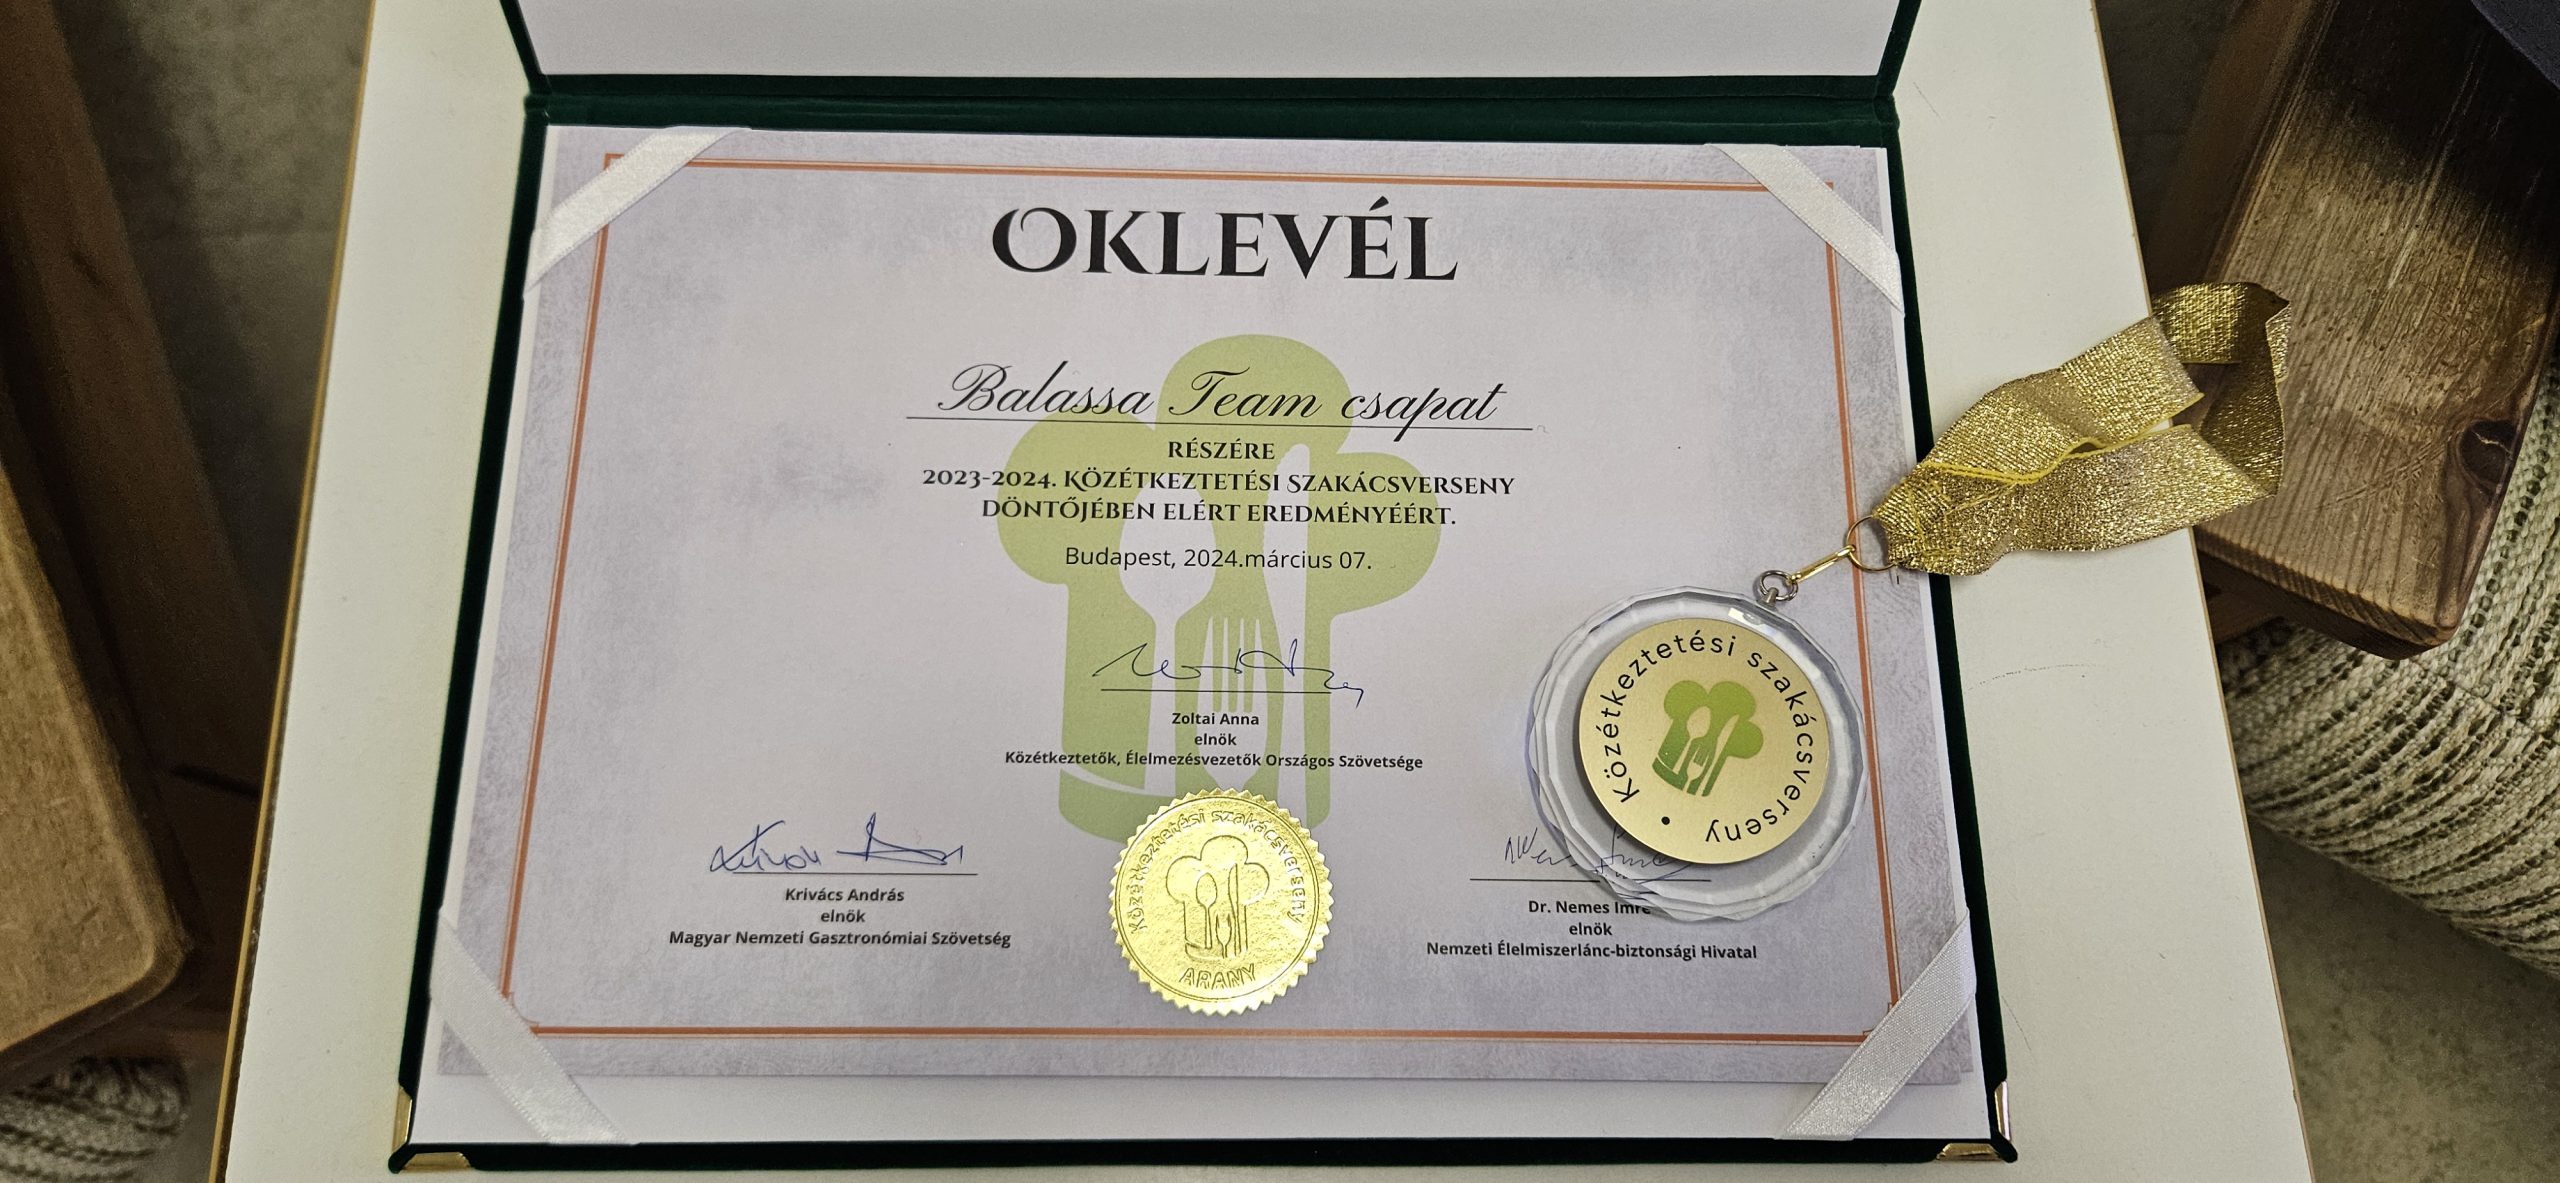 OKLEVÉL
Balassa Team csapat
RÉSZÉRE
2023-2024. KÖZÉTKEZTETÉSI SZAKÁCSVERSENY
DÖNTŐJÉBEN ELÉRT EREDMÉNYÉÉRT.
Budapest, 2024.március 07.
Zoltai Anna
elnök
Közétkeztetők, Élelmezésvezetők Országos Szövetsége
Krivács András
elnök
Magyar Nemzeti Gasztronómiai Szövetség
Közétkeztetési szakácsverseny
ARANY
Dr. Nemes Imre
elnök
Nemzeti Élelmiszerlánc-biztonsági Hivatal
Közétkeztetési szakácsverseny •